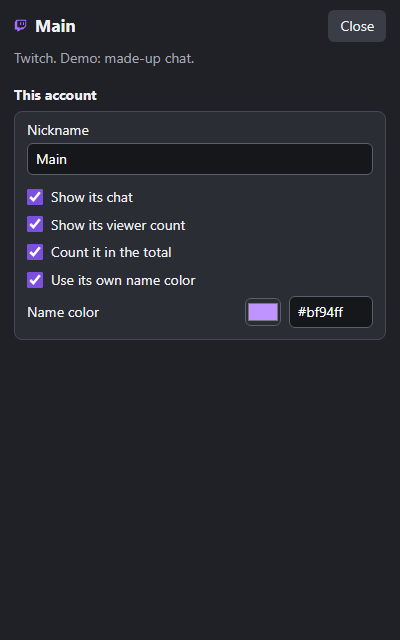 Main
Close
Twitch. Demo: made-up chat.
This account
Nickname
Main
Show its chat
Show its viewer count
Count it in the total
Use its own name color
Name color
#bf94ff